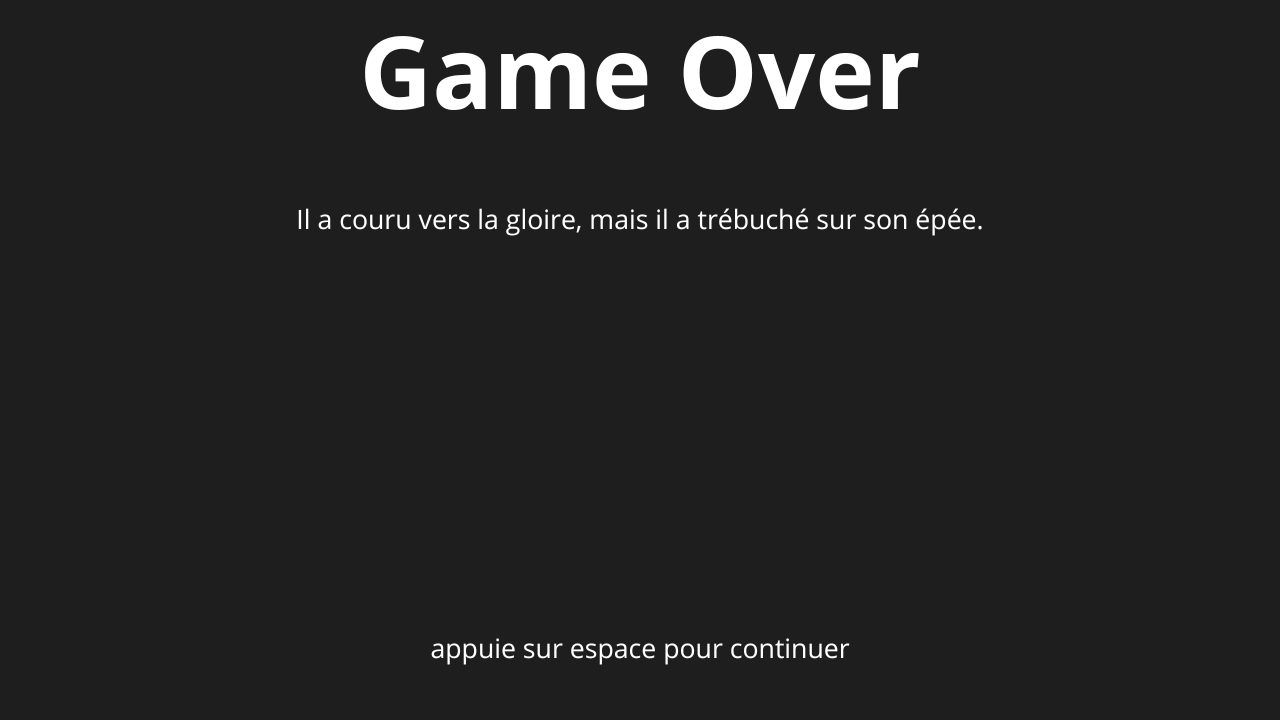 Game Over
Il a couru vers la gloire, mais il a trébuché sur son épée.
appuie sur espace pour continuer